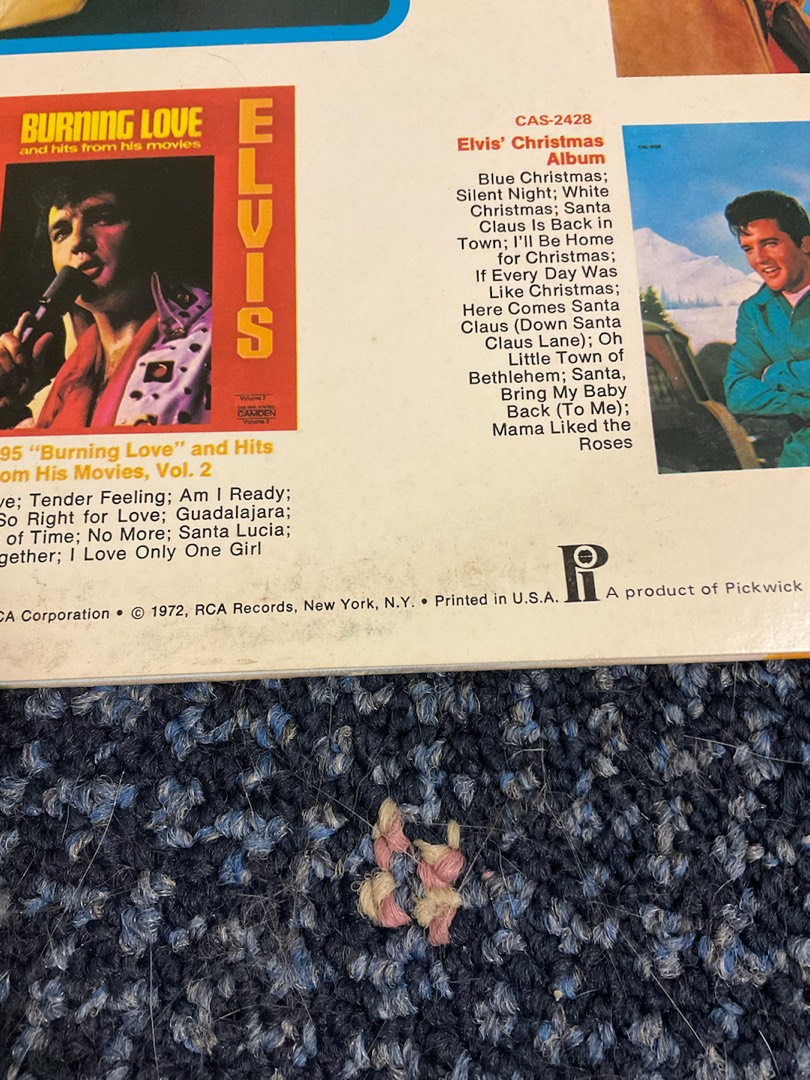 BURNING LOVE
and hits from his movies
ELVIS
Volume 2
CAMDEN
Volume 2
95 "Burning Love" and Hits
om His Movies, Vol. 2
ve; Tender Feeling; Am I Ready;
So Right for Love; Guadalajara;
of Time; No More; Santa Lucia;
gether; I Love Only One Girl
CAS-2428
Elvis' Christmas
Album
Blue Christmas;
Silent Night; White
Christmas; Santa
Claus Is Back in
Town; I'll Be Home
for Christmas;
If Every Day Was
Like Christmas;
Here Comes Santa
Claus (Down Santa
Claus Lane); Oh
Little Town of
Bethlehem; Santa,
Bring My Baby
Back (To Me);
Mama Liked the
Roses
CA Corporation • © 1972, RCA Records, New York, N.Y. • Printed in U.S.A.
Pi
A product of Pickwick